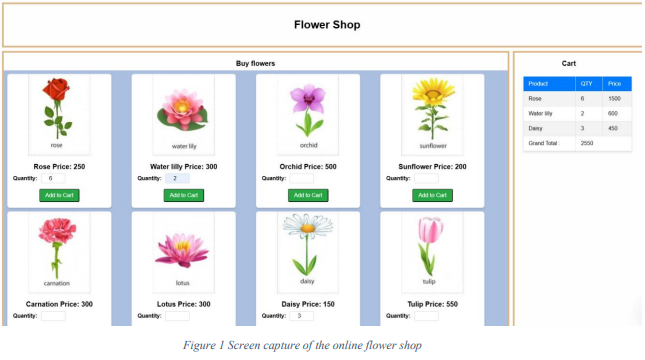 Flower Shop
Buy flowers
rose
water lily
orchid
sunflower
Rose Price: 250
Water lilly Price: 300
Orchid Price: 500
Sunflower Price: 200
Quantity: 6
Quantity: 2
Quantity:
Quantity:
Add to Cart
Add to Cart
Add to Cart
Add to Cart
carnation
lotus
daisy
tulip
Carnation Price: 300
Lotus Price: 300
Daisy Price: 150
Tulip Price: 550
Quantity:
Quantity:
Quantity: 3
Quantity:
Cart
Product QTY Price
Rose 6 1500
Water lilly 2 600
Daisy 3 450
Grand Total 2550
Figure 1 Screen capture of the online flower shop